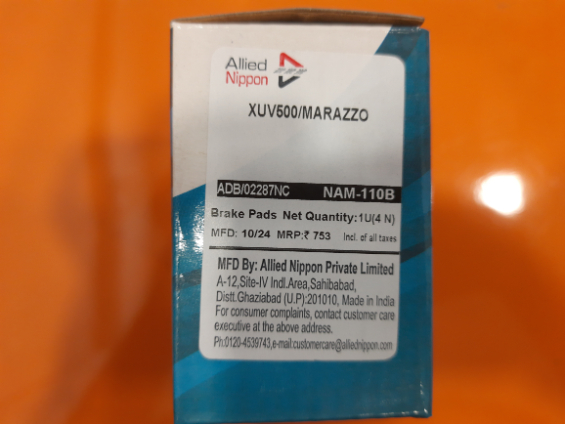 Allied
Nippon
XUV500/MARAZZO
ADB/02287NC NAM-110B
Brake Pads Net Quantity:1U(4 N)
MFD: 10/24 MRP:₹ 753 Incl. of all taxes
MFD By: Allied Nippon Private Limited
A-12,Site-IV Indl.Area,Sahibabad,
Distt.Ghaziabad (U.P):201010, Made in India
For consumer complaints, contact customer care
executive at the above address.
Ph:0120-4539743,e-mail:customercare@alliednippon.com